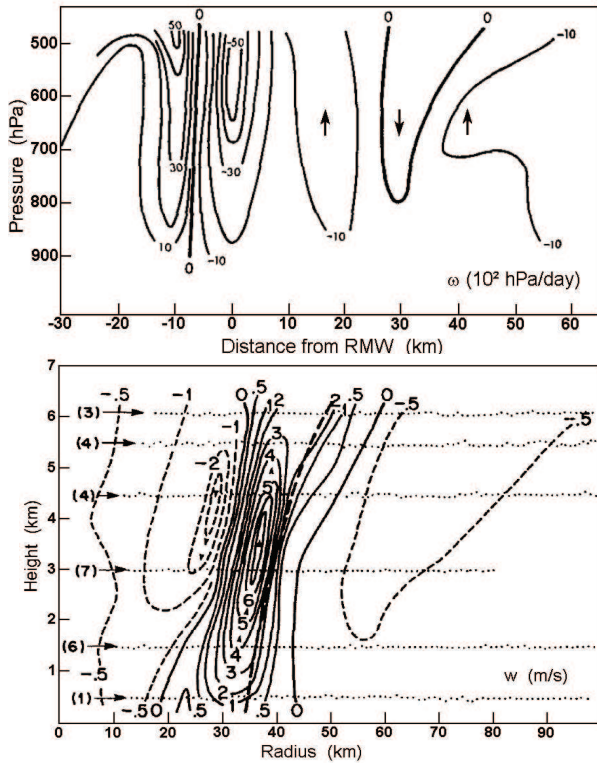 0 0 0
500 50 -50 -10
600
700
30 -30
800
10 -10 -10 -10
900 0
ω (10² hPa/day)
Pressure (hPa)
-30 -20 -10 0 10 20 30 40 50 60
Distance from RMW (km)
7
-.5 -1 0 .5 1 2 2 1 0
(3) 6 -.5 -.5
-1 3
(4) 5 -2 4
(4) 5
4
(7) 3
6
2 5
(6) 4
1 3 w (m/s)
(1) -.5 2
-.5 0 .5 1 .5 0
Height (km)
0 10 20 30 40 50 60 70 80 90
Radius (km)